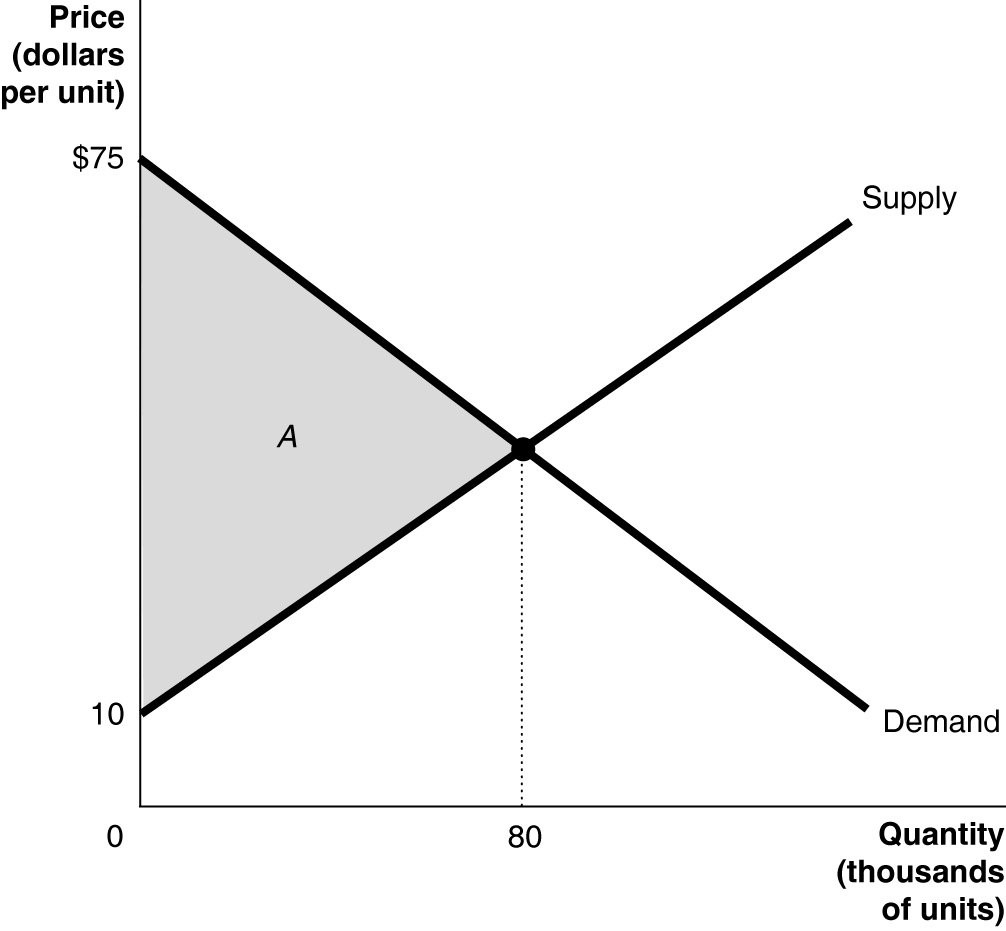 Price
(dollars
per unit)
$75
Supply
A
10
Demand
0
80
Quantity
(thousands
of units)